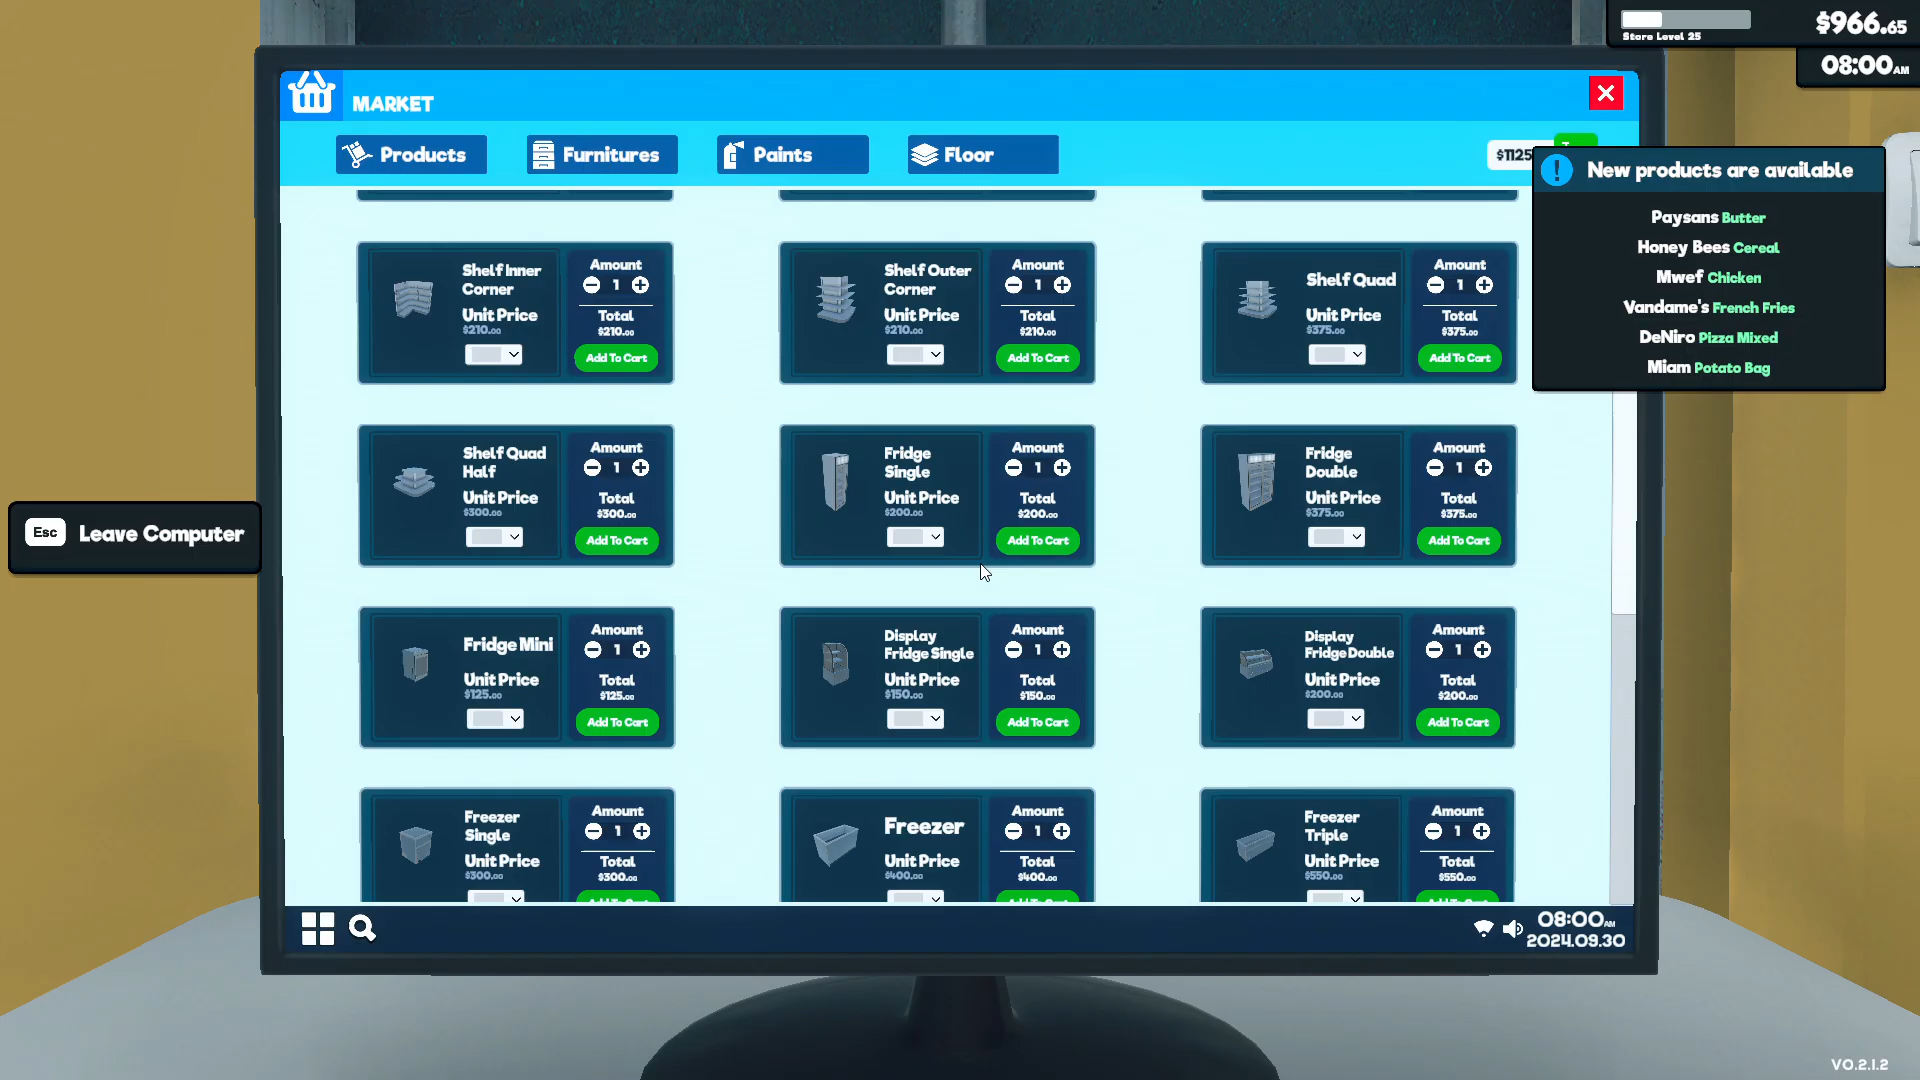 $966.65
Store Level 25
08:00AM
MARKET
Products
Furnitures
Paints
Floor
$1125
New products are available
Paysans Butter
Honey Bees Cereal
Mwef Chicken
Vandame's French Fries
DeNiro Pizza Mixed
Miam Potato Bag
Shelf Inner Corner
Unit Price
$210.00
Amount
1
Total
$210.00
Add To Cart
Shelf Outer Corner
Unit Price
$210.00
Amount
1
Total
$210.00
Add To Cart
Shelf Quad
Unit Price
$375.00
Amount
1
Total
$375.00
Add To Cart
Shelf Quad Half
Unit Price
$300.00
Amount
1
Total
$300.00
Add To Cart
Fridge Single
Unit Price
$200.00
Amount
1
Total
$200.00
Add To Cart
Fridge Double
Unit Price
$375.00
Amount
1
Total
$375.00
Add To Cart
Esc Leave Computer
Fridge Mini
Unit Price
$125.00
Amount
1
Total
$125.00
Add To Cart
Display Fridge Single
Unit Price
$150.00
Amount
1
Total
$150.00
Add To Cart
Display Fridge Double
Unit Price
$200.00
Amount
1
Total
$200.00
Add To Cart
Freezer Single
Unit Price
$300.00
Amount
1
Total
$300.00
Add To Cart
Freezer
Unit Price
$400.00
Amount
1
Total
$400.00
Add To Cart
Freezer Triple
Unit Price
$550.00
Amount
1
Total
$550.00
Add To Cart
08:00AM
2024.09.30
V0.2.1.2